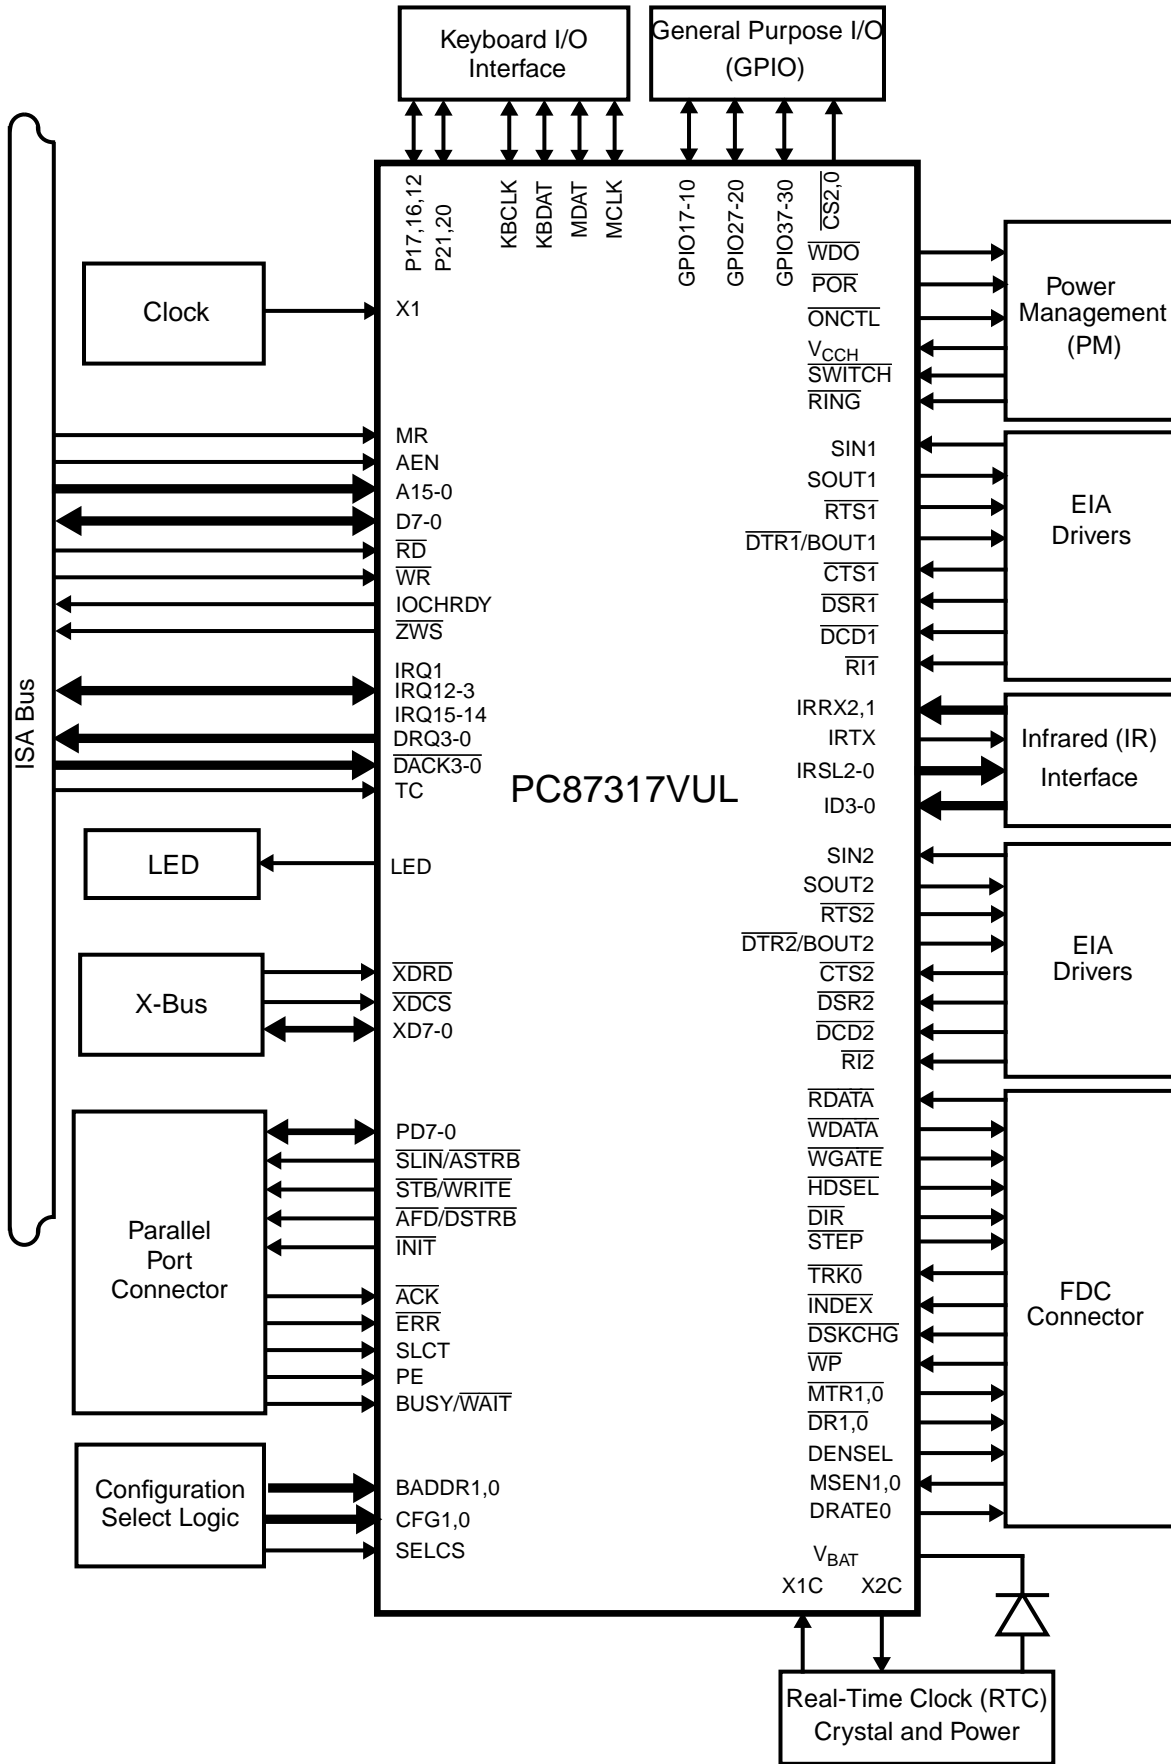 Keyboard I/O
Interface
General Purpose I/O
(GPIO)
P17,16,12
P21,20
KBCLK
KBDAT
MDAT
MCLK
GPIO17-10
GPIO27-20
GPIO37-30
CS2,0
ISA Bus
Clock
X1
MR
AEN
A15-0
D7-0
RD
WR
IOCHRDY
ZWS
IRQ1
IRQ12-3
IRQ15-14
DRQ3-0
DACK3-0
TC
PC87317VUL
LED
LED
X-Bus
XDRD
XDCS
XD7-0
Parallel
Port
Connector
PD7-0
SLIN/ASTRB
STB/WRITE
AFD/DSTRB
INIT
ACK
ERR
SLCT
PE
BUSY/WAIT
Configuration
Select Logic
BADDR1,0
CFG1,0
SELCS
WDO
POR
ONCTL
VCCH
SWITCH
RING
Power
Management
(PM)
SIN1
SOUT1
RTS1
DTR1/BOUT1
CTS1
DSR1
DCD1
RI1
EIA
Drivers
IRRX2,1
IRTX
IRSL2-0
ID3-0
Infrared (IR)
Interface
SIN2
SOUT2
RTS2
DTR2/BOUT2
CTS2
DSR2
DCD2
RI2
EIA
Drivers
RDATA
WDATA
WGATE
HDSEL
DIR
STEP
TRK0
INDEX
DSKCHG
WP
MTR1,0
DR1,0
DENSEL
MSEN1,0
DRATE0
FDC
Connector
VBAT
X1C
X2C
Real-Time Clock (RTC)
Crystal and Power